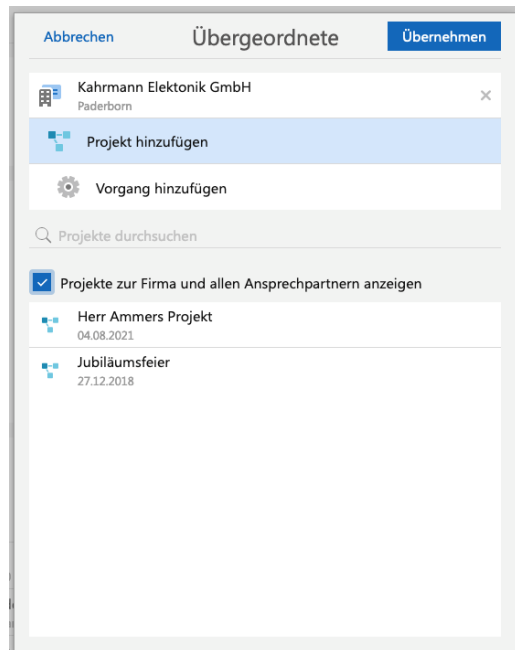 Abbrechen Übergeordnete Übernehmen
Kahrmann Elektonik GmbH
Paderborn
Projekt hinzufügen
Vorgang hinzufügen
Projekte durchsuchen
Projekte zur Firma und allen Ansprechpartnern anzeigen
Herr Ammers Projekt
04.08.2021
Jubiläumsfeier
27.12.2018